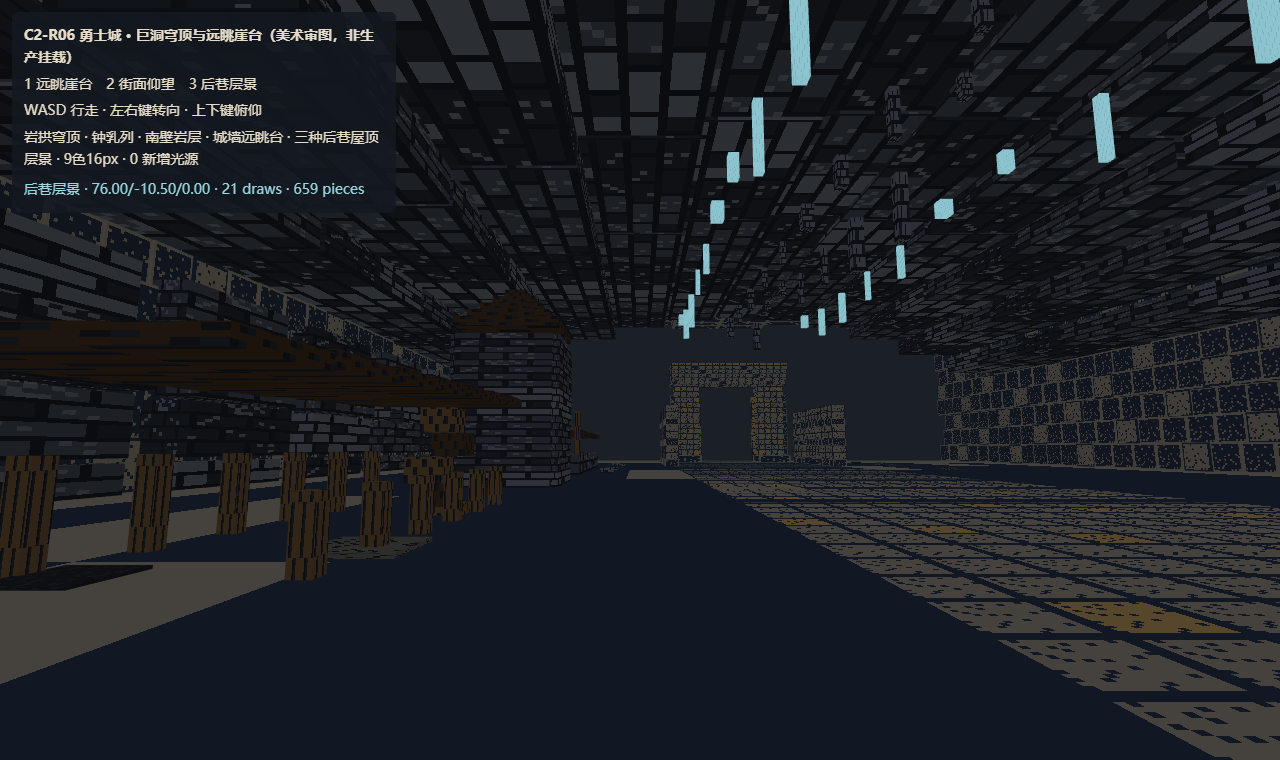 C2-R06 勇士城 • 巨洞穹顶与远眺崖台（美术审图，非生
产挂载）
1 远眺崖台 2 街面仰望 3 后巷层景
WASD 行走 · 左右键转向 · 上下键俯仰
岩拱穹顶 · 钟乳列 · 南壁岩层 · 城墙远眺台 · 三种后巷屋顶
层景 · 9色16px · 0 新增光源
后巷层景 · 76.00/-10.50/0.00 · 21 draws · 659 pieces